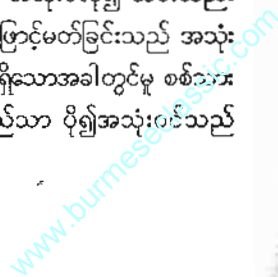 ဖြာင့်မတ်ခြင်းသည် အသုံး
ရှိသောအခါတွင်မူ စစ်သား
ည်သာ ပို၍အသုံးဝင်သည်
www.burmeseclassic.com